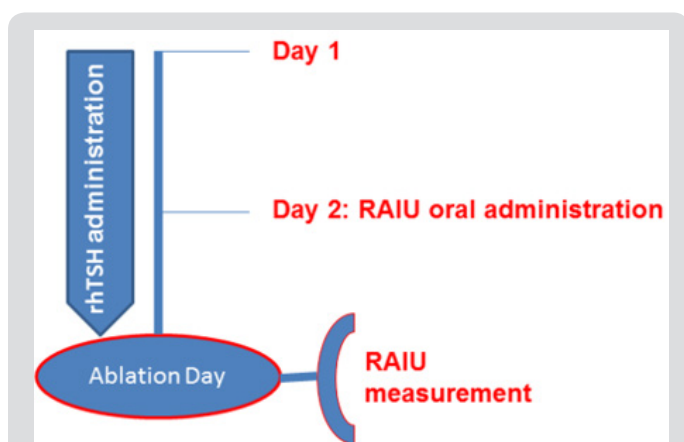 rhTSH administration
Day 1
Day 2: RAIU oral administration
Ablation Day
RAIU
measurement